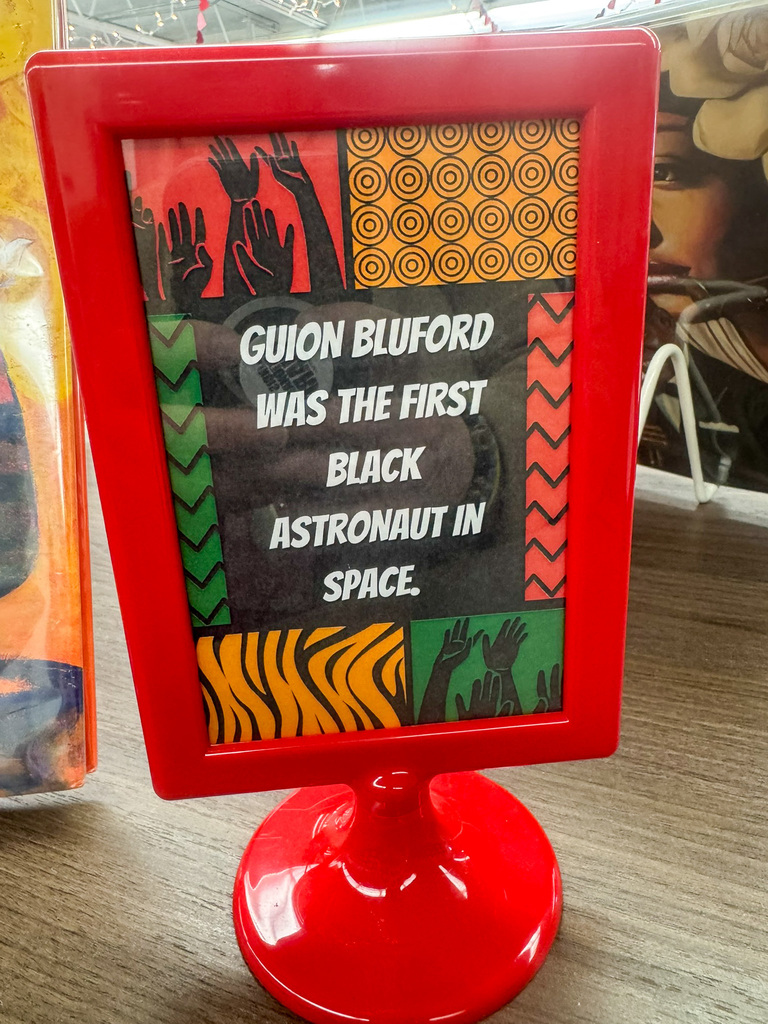 GUION BLUFORD
WAS THE FIRST
BLACK
ASTRONAUT IN
SPACE.